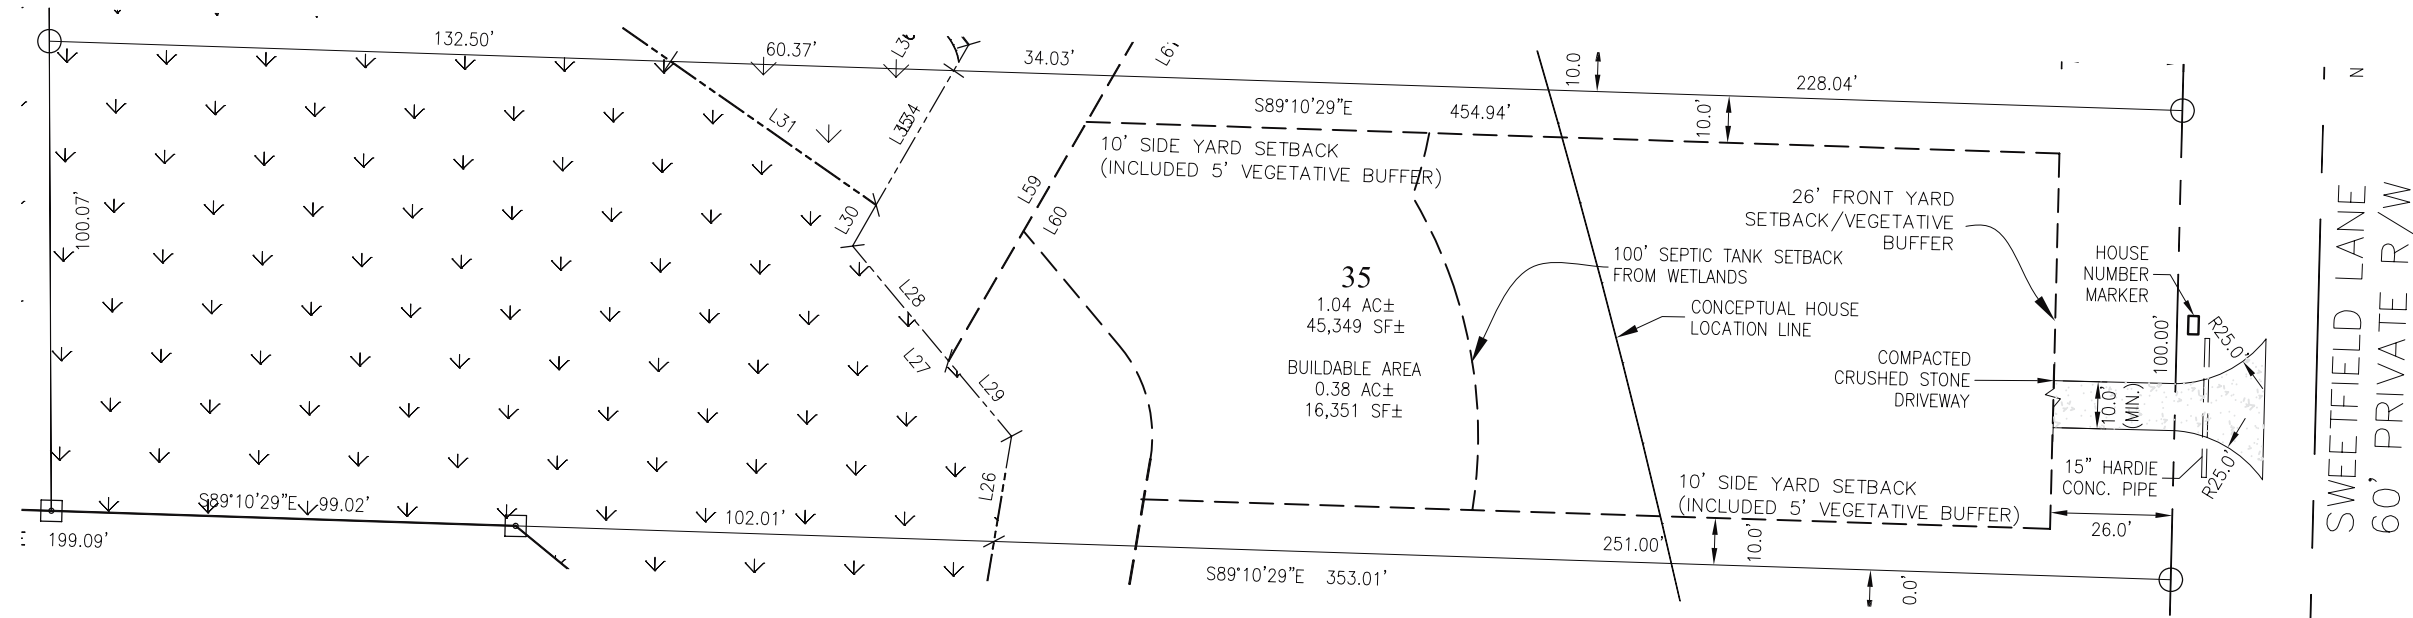 132.50'
60.37'
L36
34.03'
L61
10.0
228.04'
N
S89°10'29"E 454.94'
10.0'
L31
L34
L35
10' SIDE YARD SETBACK
(INCLUDED 5' VEGETATIVE BUFFER)
100.07'
L30
L59
L60
26' FRONT YARD
SETBACK/VEGETATIVE
BUFFER
100' SEPTIC TANK SETBACK
FROM WETLANDS
HOUSE
NUMBER
MARKER
35
1.04 AC±
45,349 SF±
BUILDABLE AREA
0.38 AC±
16,351 SF±
CONCEPTUAL HOUSE
LOCATION LINE
L28
L27
L29
L26
COMPACTED
CRUSHED STONE
DRIVEWAY
100.00'
R25.0'
10.0'
(MIN.)
R25.0'
15" HARDIE
CONC. PIPE
10' SIDE YARD SETBACK
(INCLUDED 5' VEGETATIVE BUFFER)
26.0'
SWEETFIELD LANE
60' PRIVATE R/W
S89°10'29"E 99.02'
102.01'
199.09'
251.00'
10.0'
S89°10'29"E 353.01'
0.0'